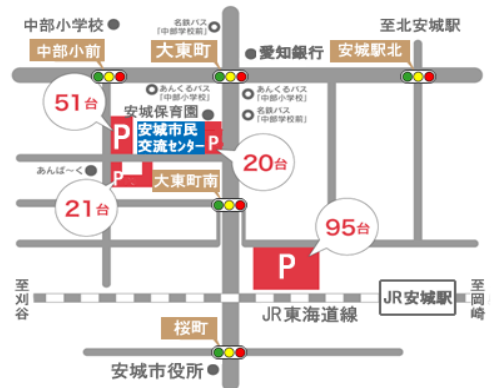 中部小学校
名鉄バス
「中部学校前」
至北安城駅
中部小前
大東町
愛知銀行
安城駅北
51台
あんくるバス
「中部小学校」
あんくるバス
「中部小学校」
安城保育園
名鉄バス
「中部学校前」
P
安城市民
交流センター
P
20台
あんぱ〜く
P
大東町南
21台
95台
P
至刈谷
JR東海道線
JR安城駅
至岡崎
桜町
安城市役所